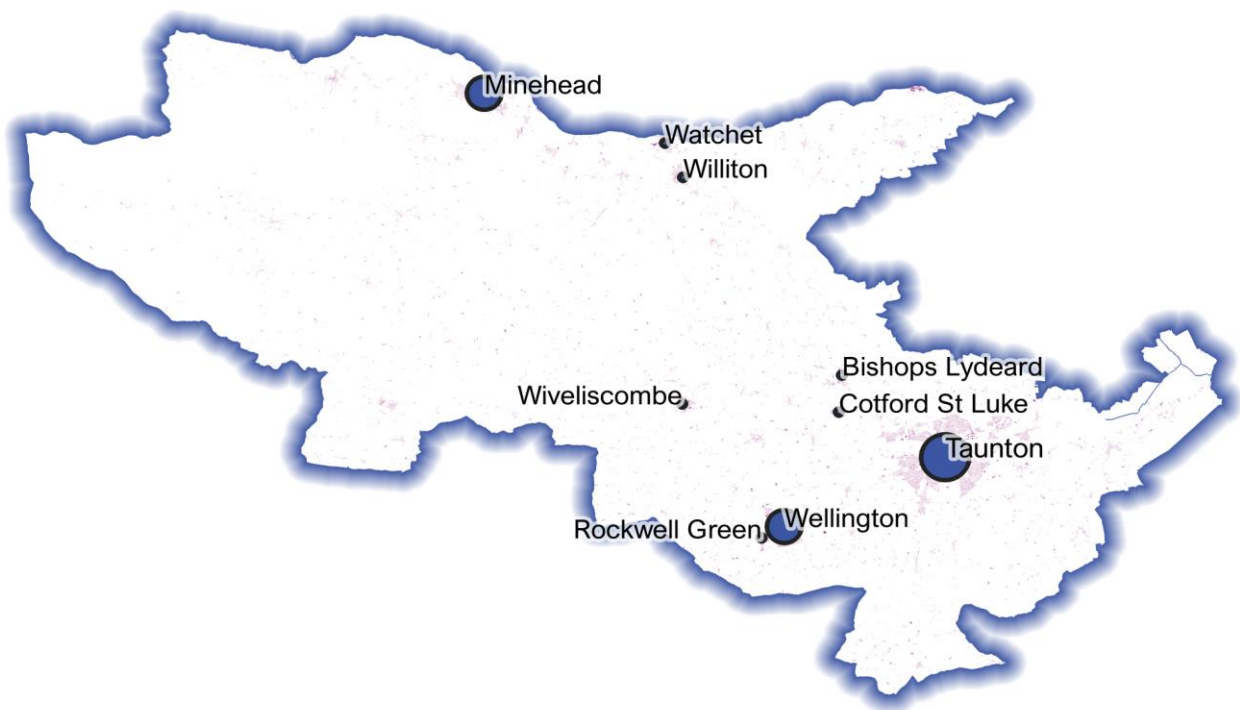 Minehead
Watchet
Williton
Bishops Lydeard
Wiveliscombe
Cotford St Luke
Taunton
Wellington
Rockwell Green